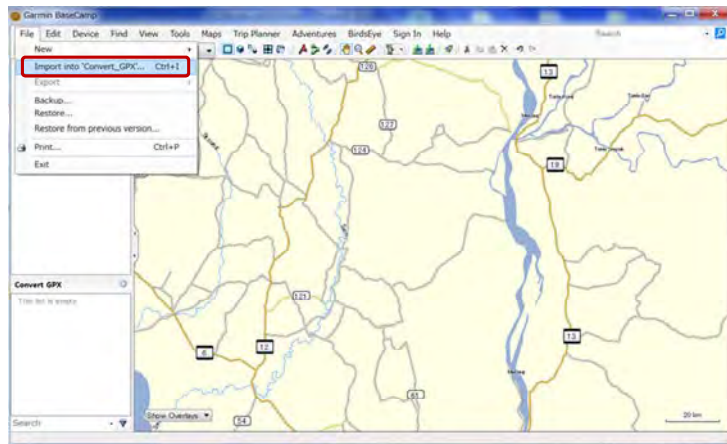 Garmin BaseCamp
File Edit Device Find View Tools Maps Trip Planner Adventures BirdsEye Sign In Help Search
New
Import into 'Convert_GPX'... Ctrl+I
Export
Backup...
Restore...
Restore from previous version...
Print... Ctrl+P
Exit
126
13
123
124
19
121
13
6
12
61
54
Convert GPX
This list is empty
Show Overlays
20 km
Search